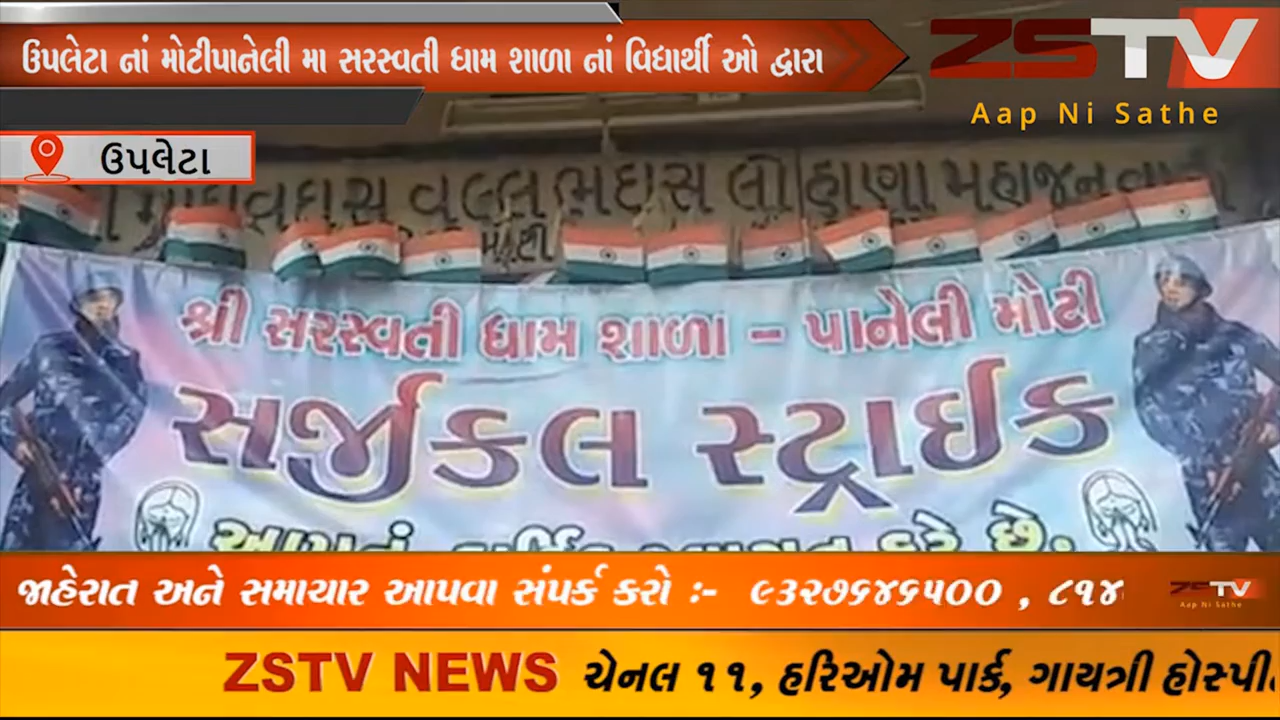 ઉપલેટા નાં મોટીપાનેલી મા સરસ્વતી ધામ શાળા નાં વિદ્યાર્થી ઓ દ્વારા
ZSTV
Aap Ni Sathe
ઉપલેટા
વલ્લભદાસ લોહાણા મહાજન
મોટી
શ્રી સરસ્વતી ધામ શાળા - પાનેલી મોટી
સર્જીકલ સ્ટ્રાઈક
કરે છે.
જાહેરાત અને સમાચાર આપવા સંપર્ક કરો :- ૯૩૨૭૬૪૬૫૦૦ , ૮૧૪
ZSTV
Aap Ni Sathe
ZSTV NEWS ચેનલ ૧૧, હરિઓમ પાર્ક, ગાયત્રી